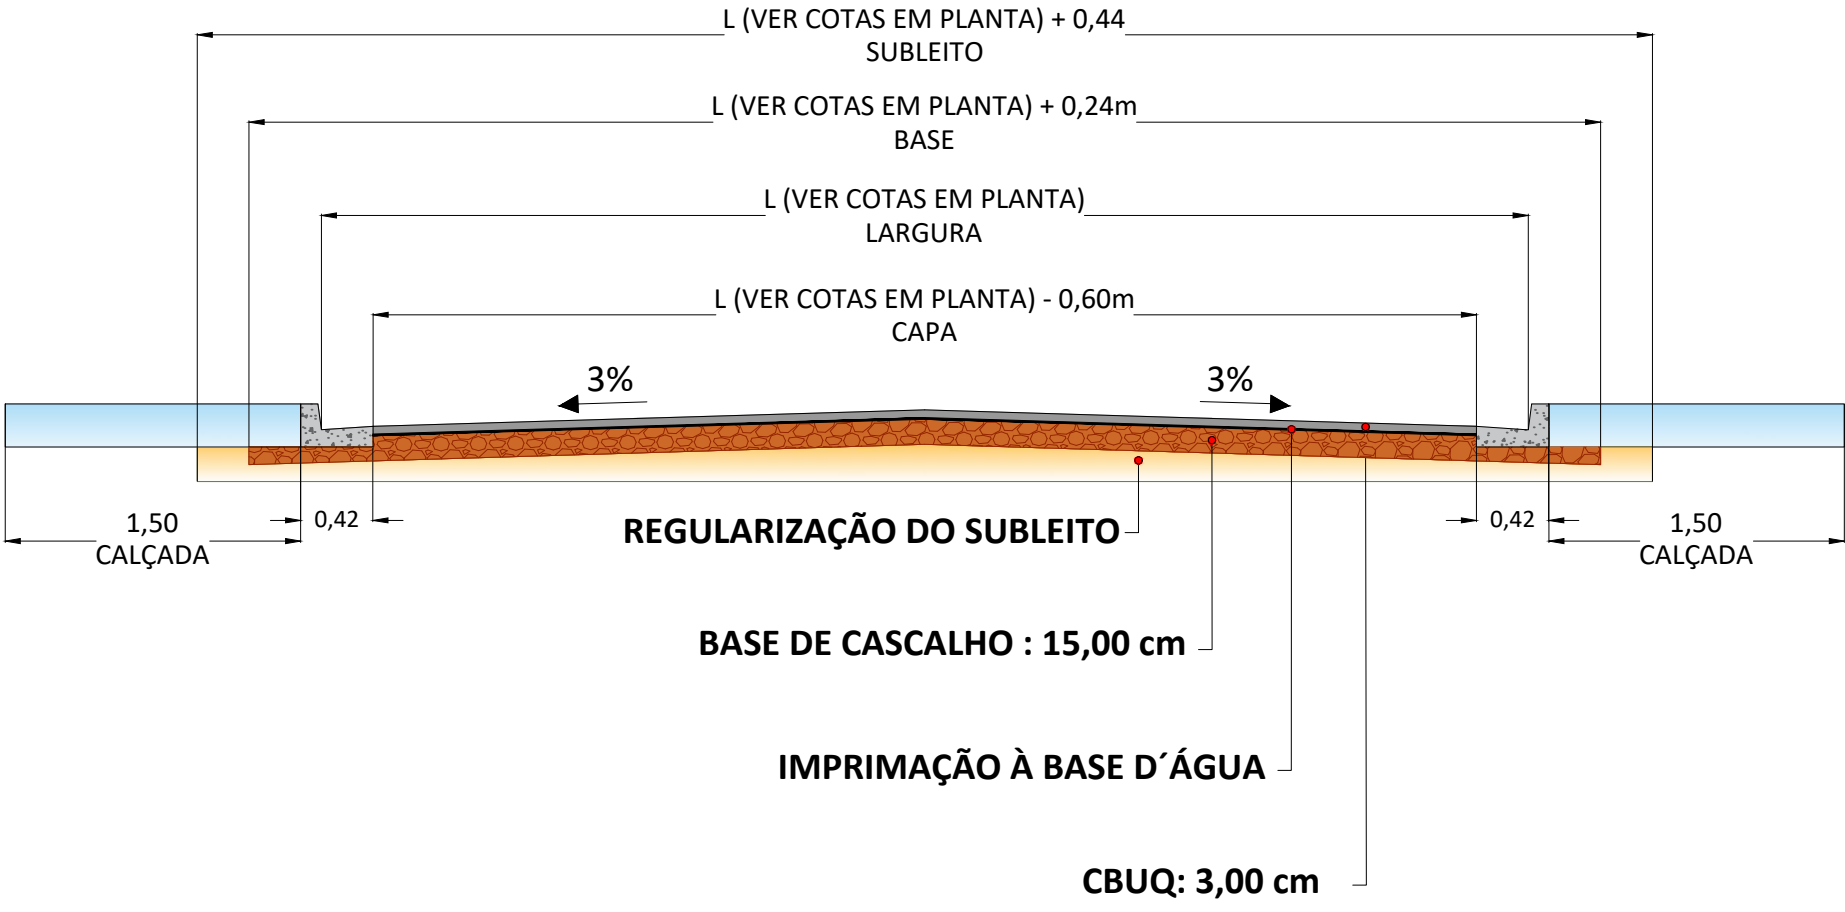 L (VER COTAS EM PLANTA) + 0,44
SUBLEITO
L (VER COTAS EM PLANTA) + 0,24m
BASE
L (VER COTAS EM PLANTA)
LARGURA
L (VER COTAS EM PLANTA) - 0,60m
CAPA
3%
3%
1,50
CALÇADA
0,42
0,42
1,50
CALÇADA
REGULARIZAÇÃO DO SUBLEITO
BASE DE CASCALHO : 15,00 cm
IMPRIMAÇÃO À BASE D´ÁGUA
CBUQ: 3,00 cm